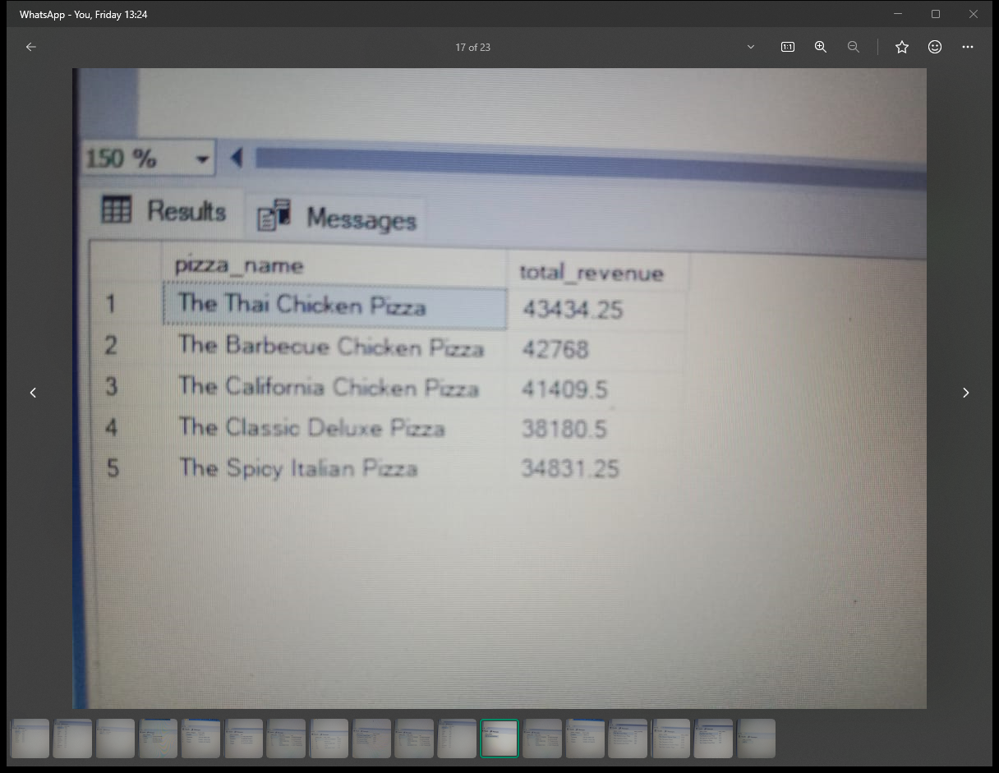 WhatsApp - You, Friday 13:24
17 of 23
1:1
150 %
Results Messages
pizza_name total_revenue
1 The Thai Chicken Pizza 43434.25
2 The Barbecue Chicken Pizza 42768
3 The California Chicken Pizza 41409.5
4 The Classic Deluxe Pizza 38180.5
5 The Spicy Italian Pizza 34831.25